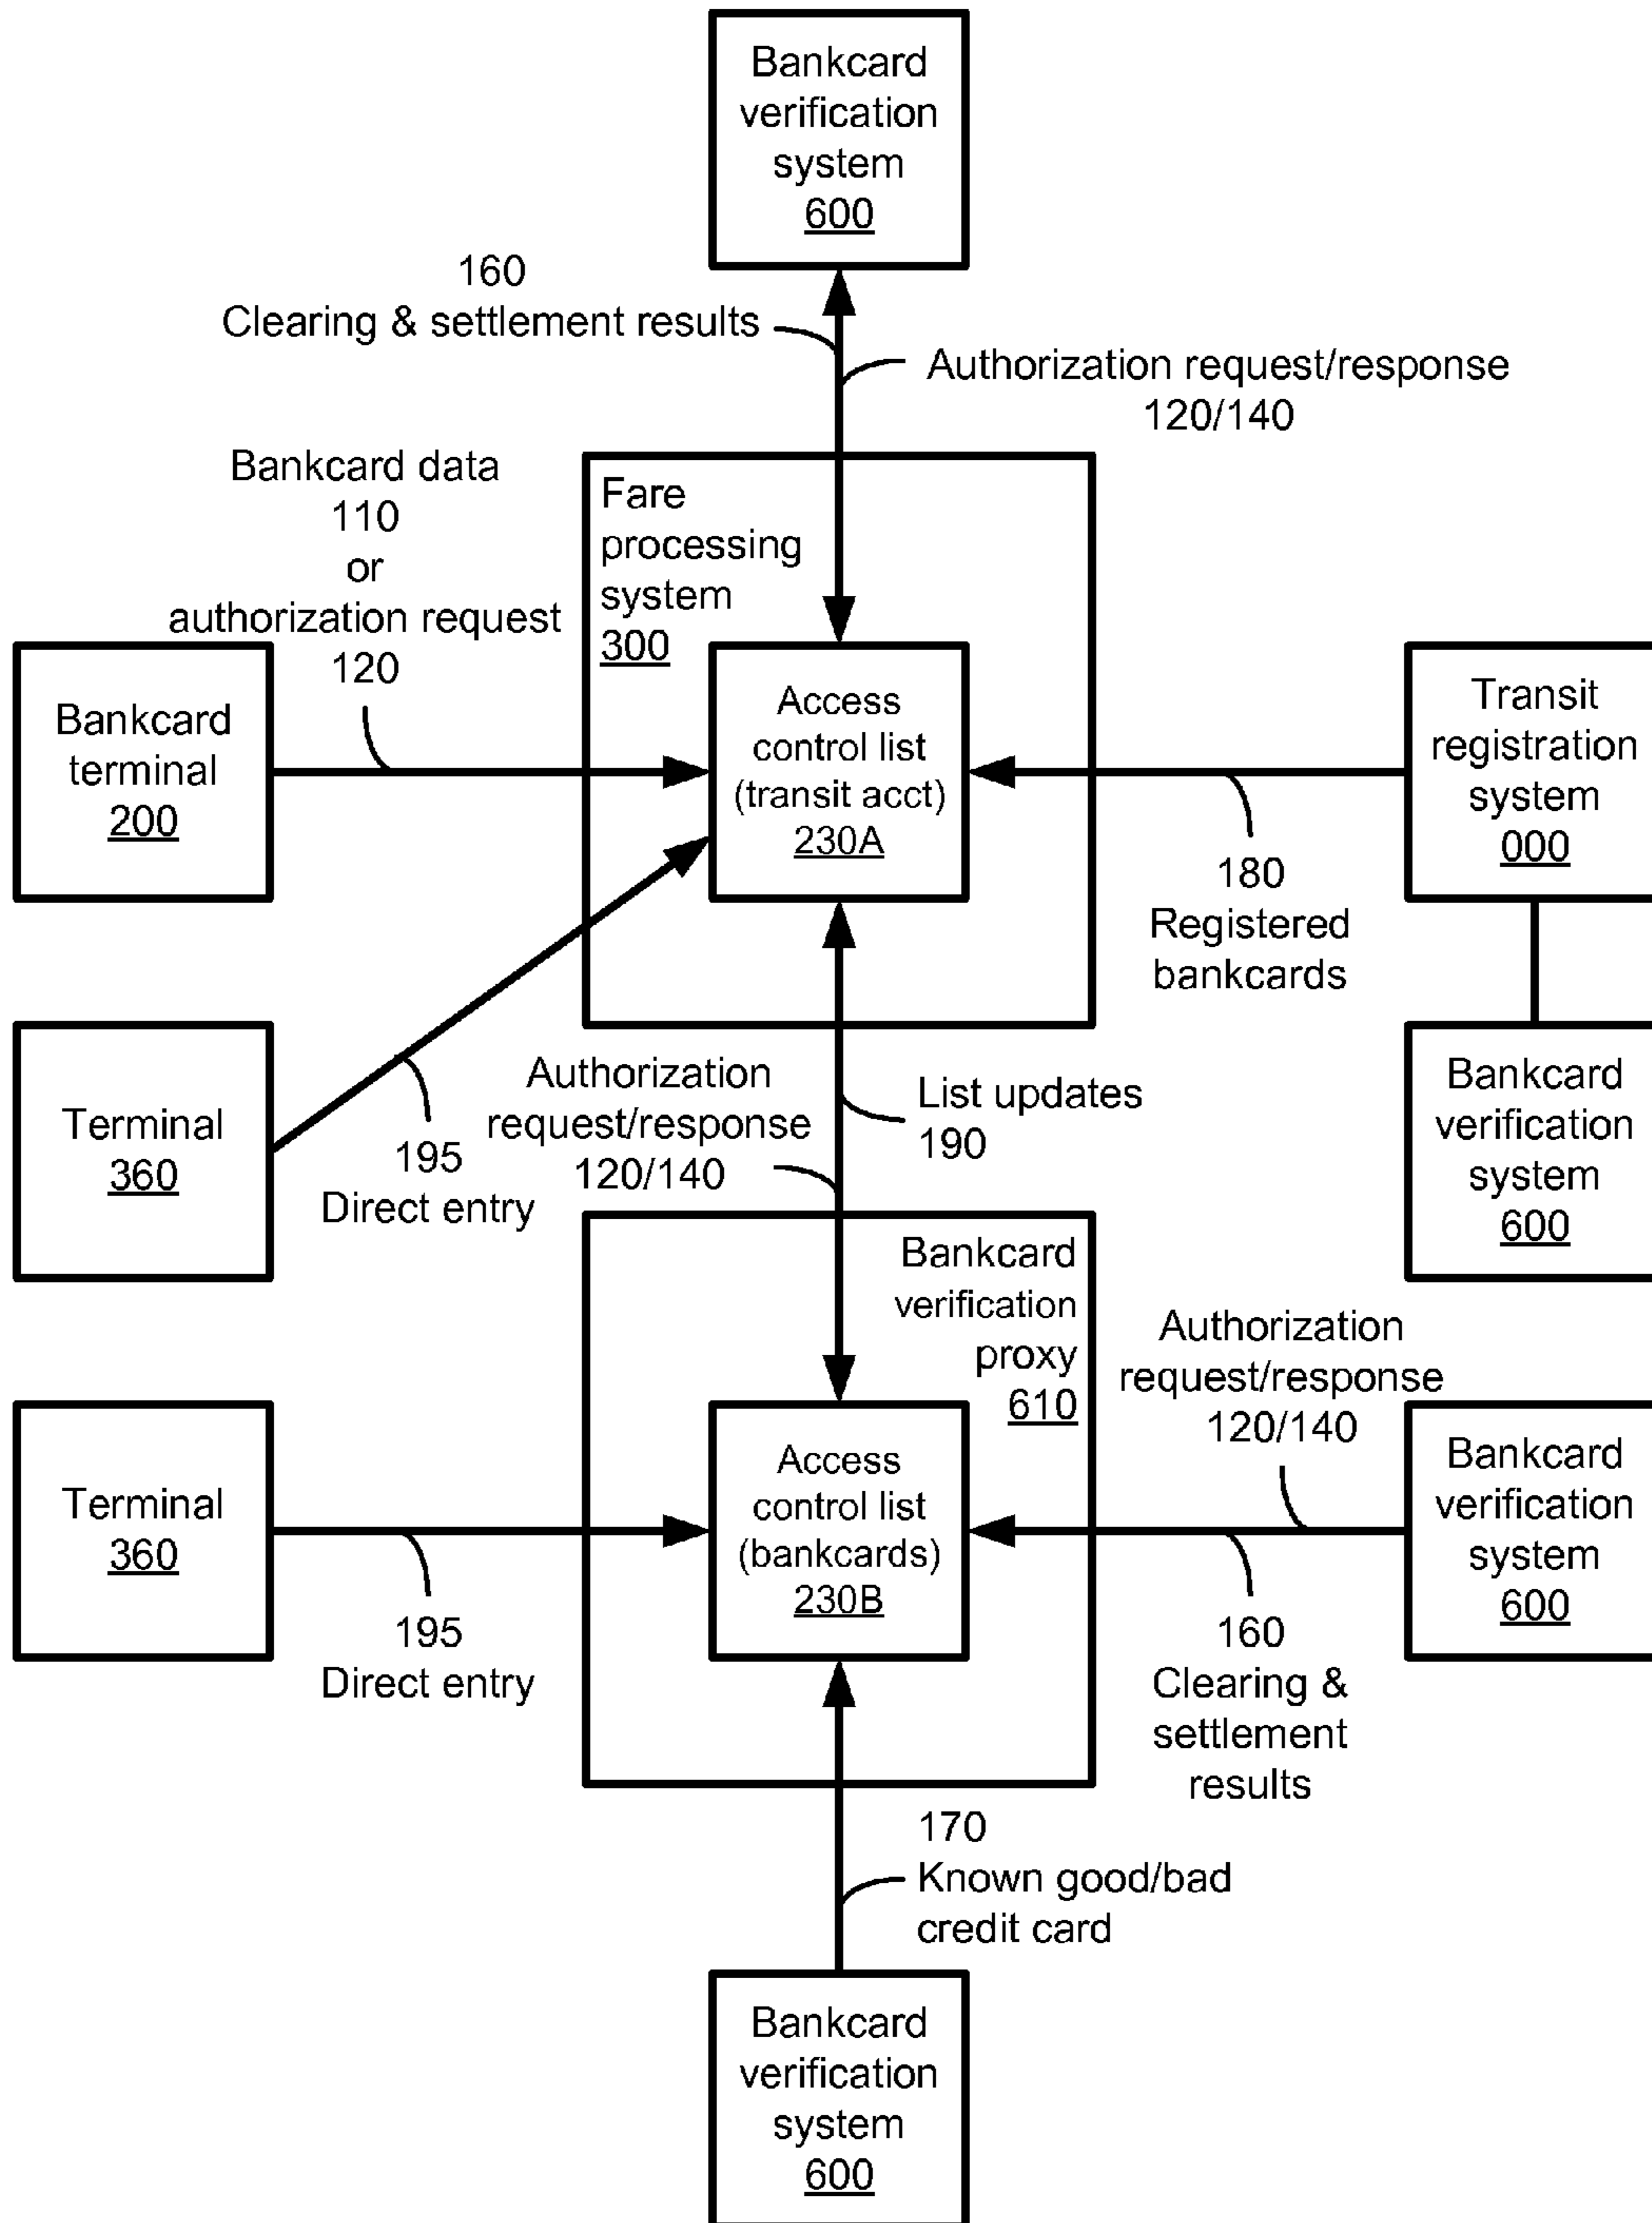 Bankcard
verification
system
600
160
Clearing & settlement results
Authorization request/response
120/140
Bankcard data
110
or
authorization request
120
Fare
processing
system
300
Bankcard
terminal
200
Access
control list
(transit acct)
230A
Transit
registration
system
000
180
Registered
bankcards
Terminal
360
195
Direct entry
Authorization
request/response
120/140
List updates
190
Bankcard
verification
system
600
Bankcard
verification
proxy
610
Terminal
360
195
Direct entry
Access
control list
(bankcards)
230B
Authorization
request/response
120/140
Bankcard
verification
system
600
160
Clearing &
settlement
results
170
Known good/bad
credit card
Bankcard
verification
system
600